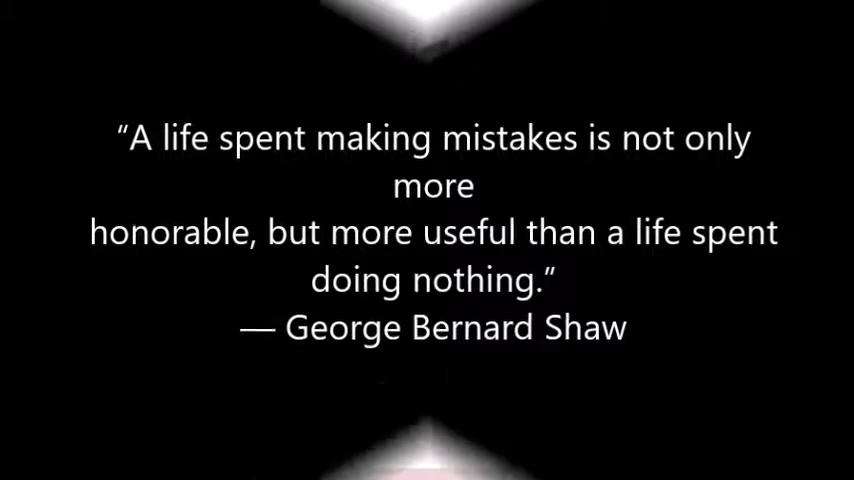 “A life spent making mistakes is not only
more
honorable, but more useful than a life spent
doing nothing.”
— George Bernard Shaw